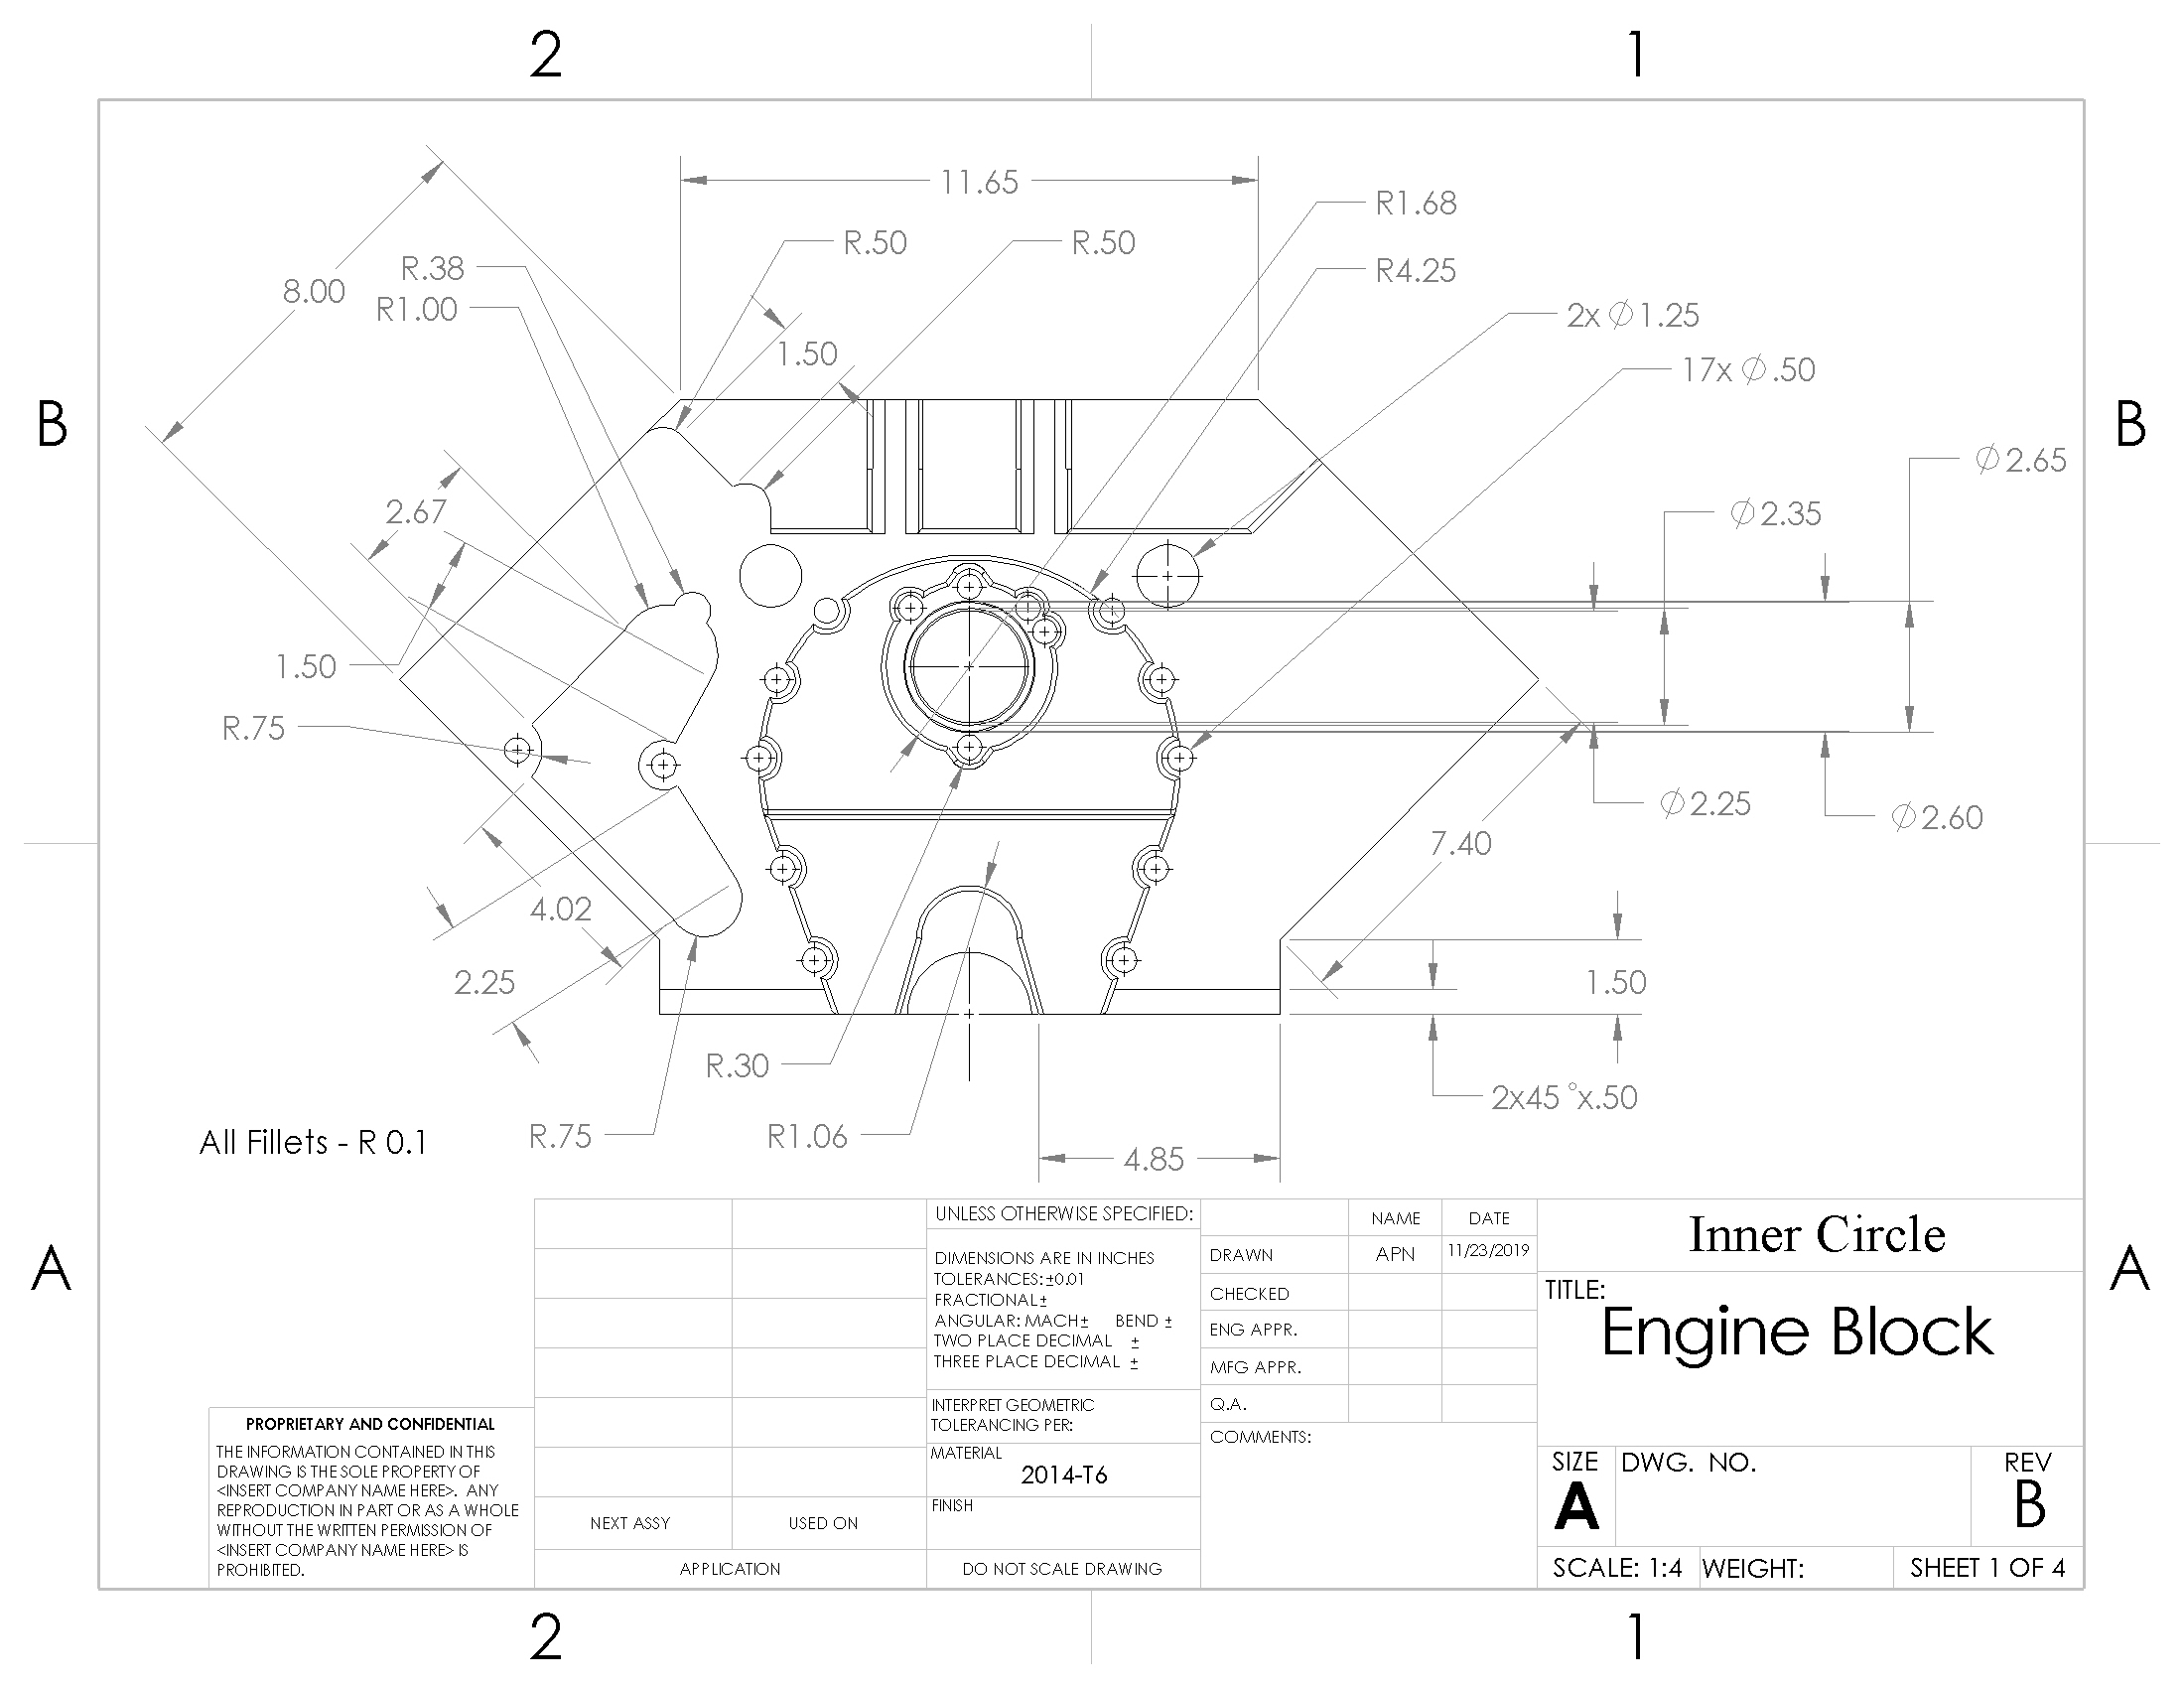 2
1
11.65
R1.68
R.50
R.50
R.38
R4.25
8.00
R1.00
2x ∅1.25
1.50
17x ∅.50
B
B
∅2.65
2.67
∅2.35
1.50
R.75
∅2.25
∅2.60
7.40
4.02
2.25
1.50
R.30
2x45°x.50
All Fillets - R 0.1
R.75
R1.06
4.85
A
A
UNLESS OTHERWISE SPECIFIED:
DIMENSIONS ARE IN INCHES
TOLERANCES:±0.01
FRACTIONAL±
ANGULAR: MACH± BEND ±
TWO PLACE DECIMAL ±
THREE PLACE DECIMAL ±
INTERPRET GEOMETRIC
TOLERANCING PER:
MATERIAL
2014-T6
FINISH
DO NOT SCALE DRAWING
NAME DATE
DRAWN APN 11/23/2019
CHECKED
ENG APPR.
MFG APPR.
Q.A.
COMMENTS:
Inner Circle
TITLE:
Engine Block
SIZE
A
DWG. NO.
REV
B
SCALE: 1:4
WEIGHT:
SHEET 1 OF 4
PROPRIETARY AND CONFIDENTIAL
THE INFORMATION CONTAINED IN THIS
DRAWING IS THE SOLE PROPERTY OF
<INSERT COMPANY NAME HERE>. ANY
REPRODUCTION IN PART OR AS A WHOLE
WITHOUT THE WRITTEN PERMISSION OF
<INSERT COMPANY NAME HERE> IS
PROHIBITED.
NEXT ASSY
USED ON
APPLICATION
2
1